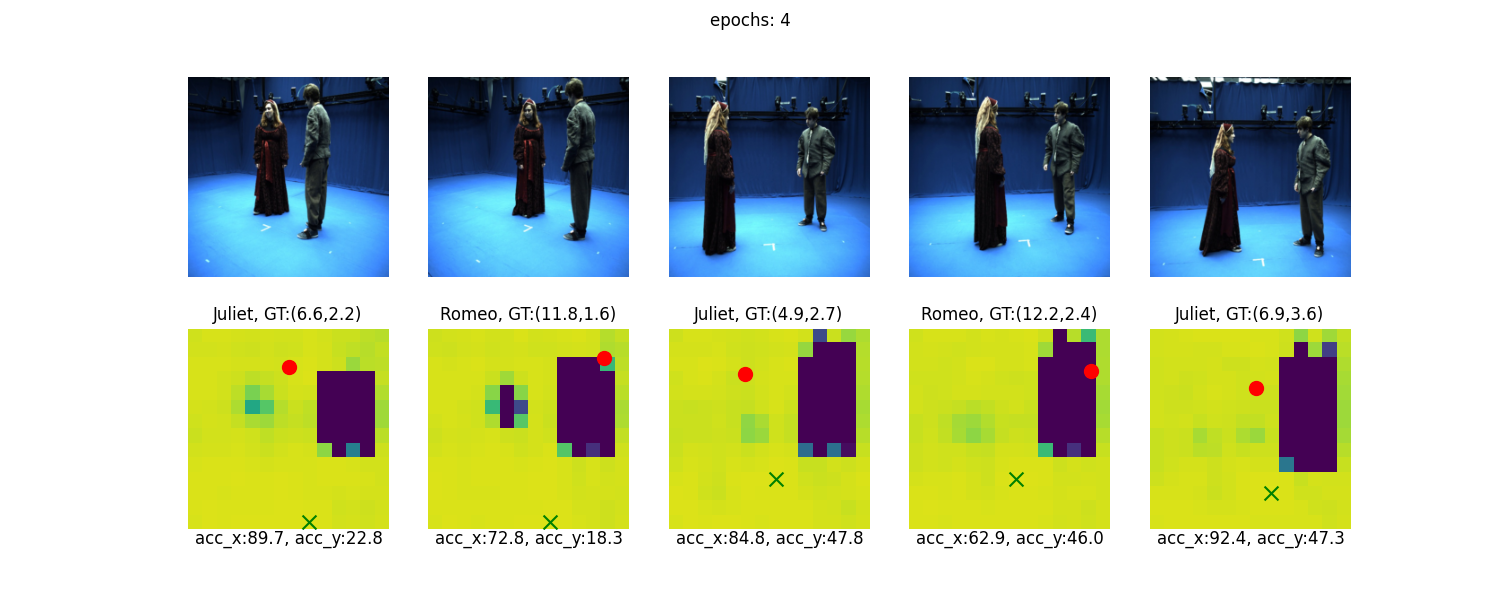 epochs: 4
Juliet, GT:(6.6,2.2)
Romeo, GT:(11.8,1.6)
Juliet, GT:(4.9,2.7)
Romeo, GT:(12.2,2.4)
Juliet, GT:(6.9,3.6)
acc_x:89.7, acc_y:22.8
acc_x:72.8, acc_y:18.3
acc_x:84.8, acc_y:47.8
acc_x:62.9, acc_y:46.0
acc_x:92.4, acc_y:47.3